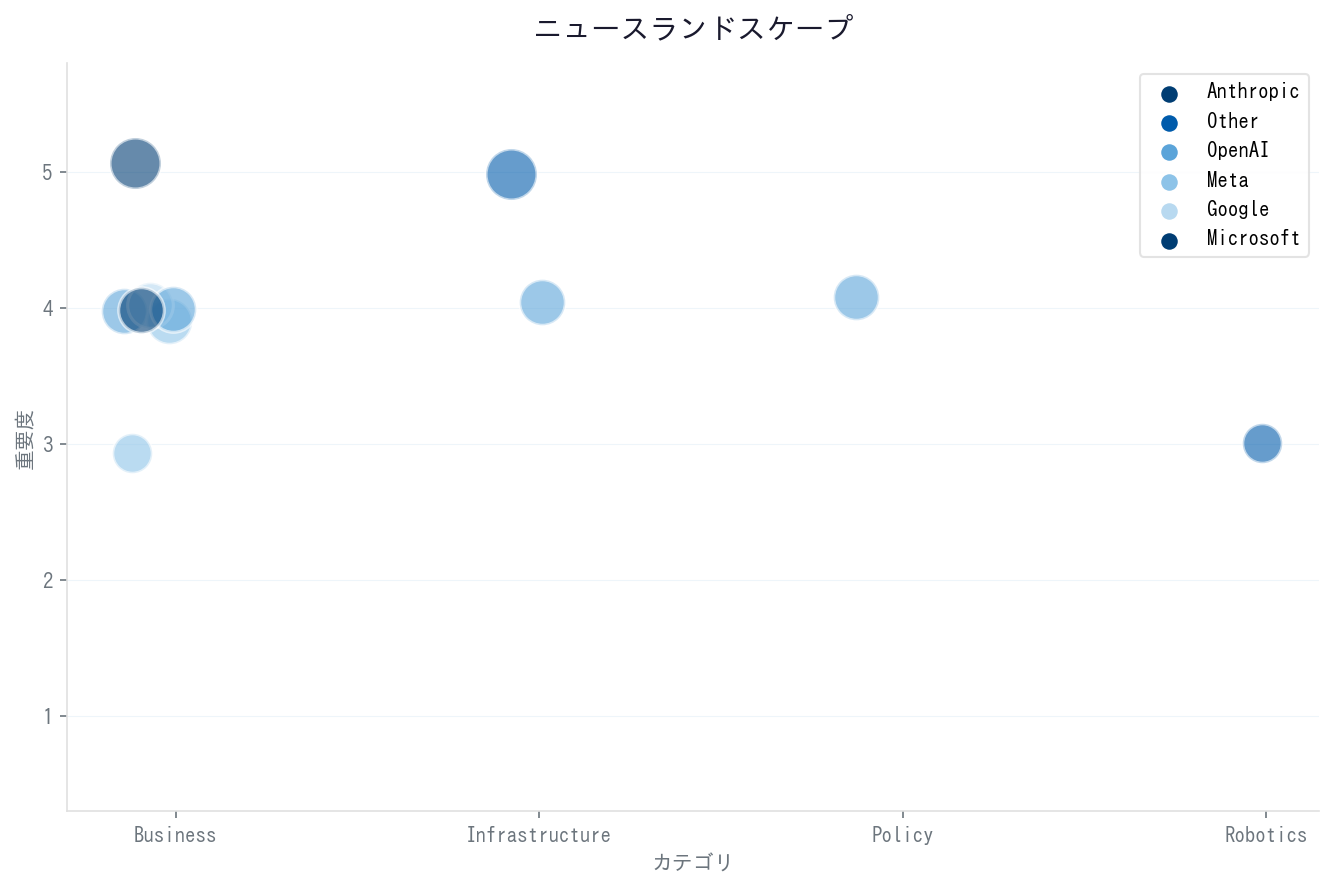 ニュースランドスケープ
Anthropic
Other
OpenAI
Meta
Google
Microsoft
5
4
3
2
1
重要度
Business
Infrastructure
Policy
Robotics
カテゴリ